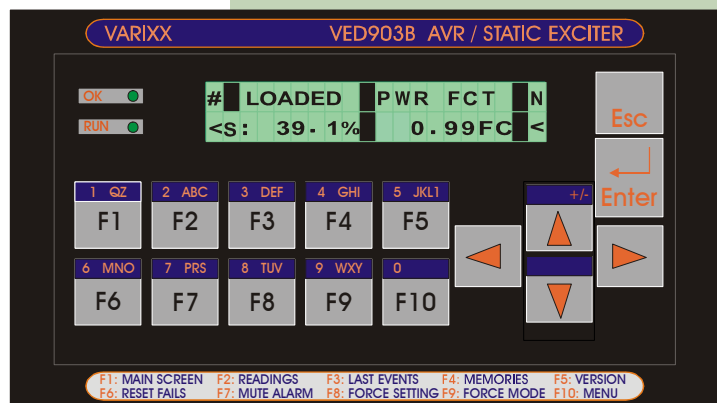 VARIXX VED903B AVR / STATIC EXCITER
OK
# LOADED PWR FCT N
RUN
<S: 39.1% 0.99FC <
Esc
Enter
1 QZ 2 ABC 3 DEF 4 GHI 5 JKL1 +/-
F1 F2 F3 F4 F5
6 MNO 7 PRS 8 TUV 9 WXY 0
F6 F7 F8 F9 F10
F1: MAIN SCREEN F2: READINGS F3: LAST EVENTS F4: MEMORIES F5: VERSION
F6: RESET FAILS F7: MUTE ALARM F8: FORCE SETTING F9: FORCE MODE F10: MENU